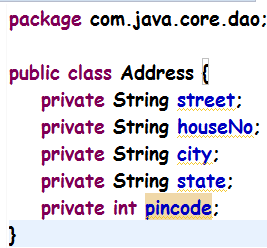 package com.java.core.dao;
public class Address {
private String street;
private String houseNo;
private String city;
private String state;
private int pincode;
}